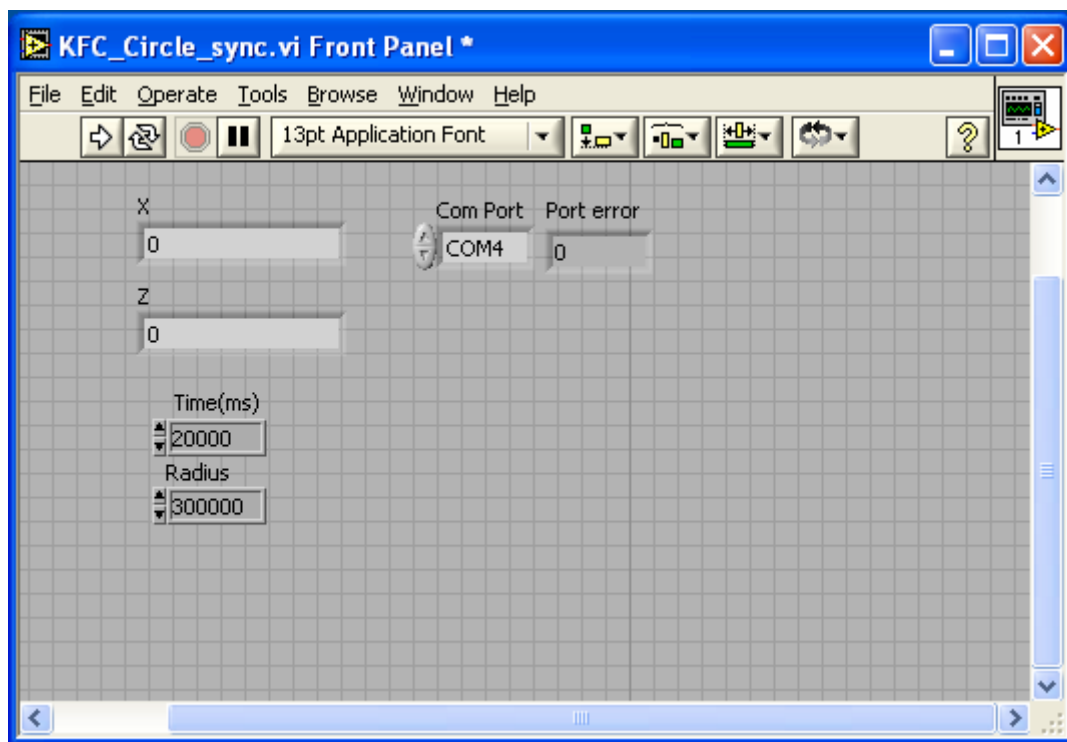 KFC_Circle_sync.vi Front Panel *
File Edit Operate Tools Browse Window Help
13pt Application Font
1
X
0
Com Port
COM4
Port error
0
Z
0
Time(ms)
20000
Radius
300000